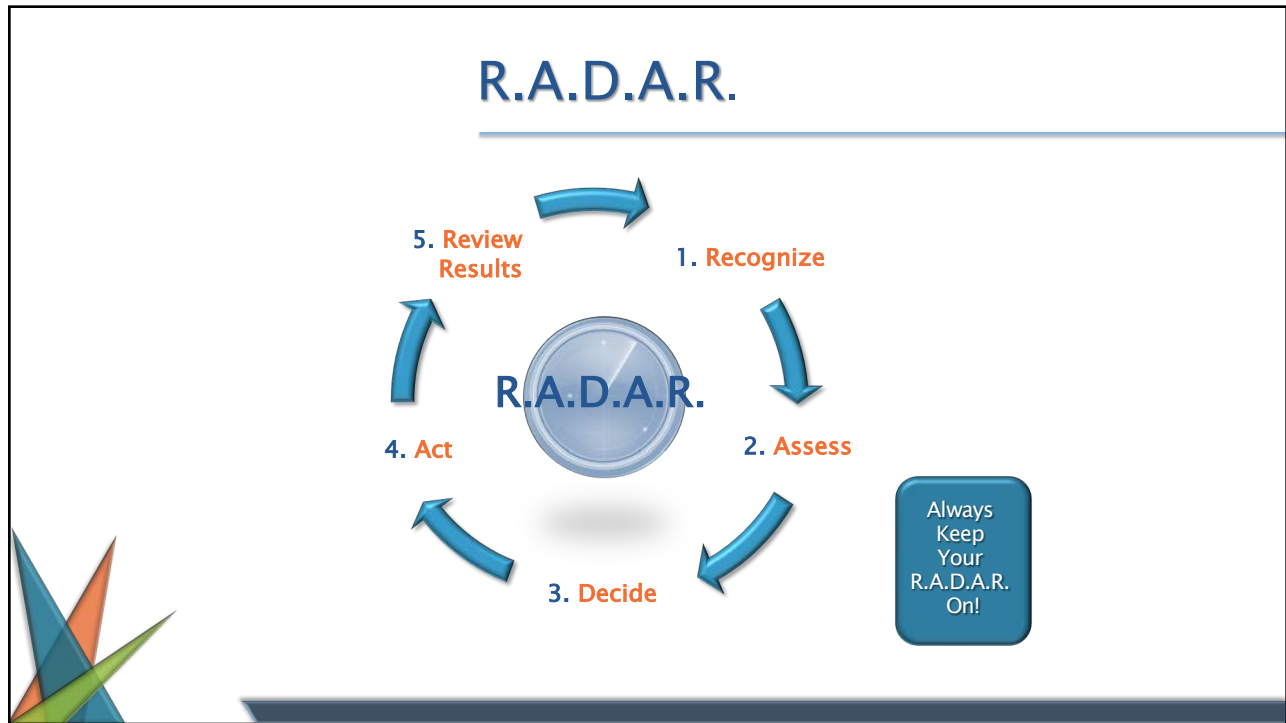 R.A.D.A.R.
5. Review
Results
1. Recognize
R.A.D.A.R.
4. Act
2. Assess
3. Decide
Always
Keep
Your
R.A.D.A.R.
On!